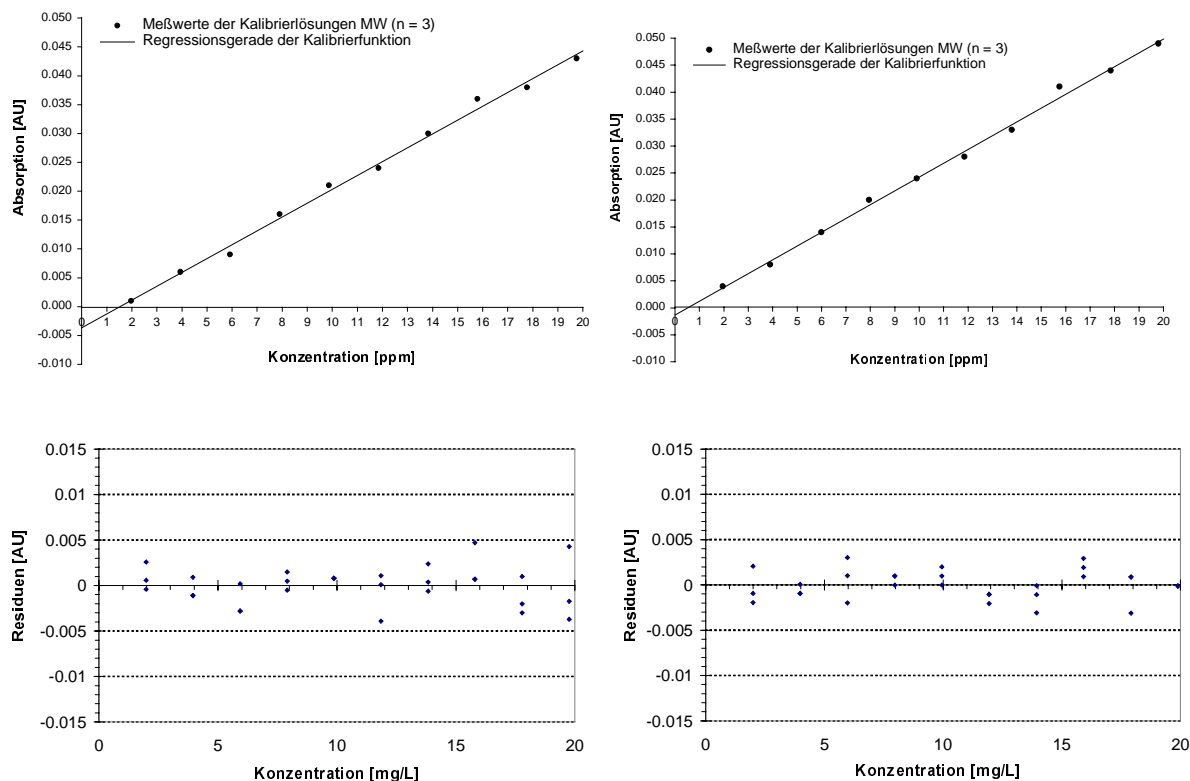 Meßwerte der Kalibrierlösungen MW (n = 3)
Regressionsgerade der Kalibrierfunktion
Absorption [AU]
0.050
0.045
0.040
0.035
0.030
0.025
0.020
0.015
0.010
0.005
0.000
-0.005
-0.010
0 1 2 3 4 5 6 7 8 9 10 11 12 13 14 15 16 17 18 19 20
Konzentration [ppm]
Meßwerte der Kalibrierlösungen MW (n = 3)
Regressionsgerade der Kalibrierfunktion
Absorption [AU]
0.050
0.045
0.040
0.035
0.030
0.025
0.020
0.015
0.010
0.005
0.000
-0.005
-0.010
0 1 2 3 4 5 6 7 8 9 10 11 12 13 14 15 16 17 18 19 20
Konzentration [ppm]
Residuen [AU]
0.015
0.01
0.005
0
-0.005
-0.01
-0.015
0 5 10 15 20
Konzentration [mg/L]
Residuen [AU]
0.015
0.01
0.005
0
-0.005
-0.01
-0.015
0 5 10 15 20
Konzentration [mg/L]